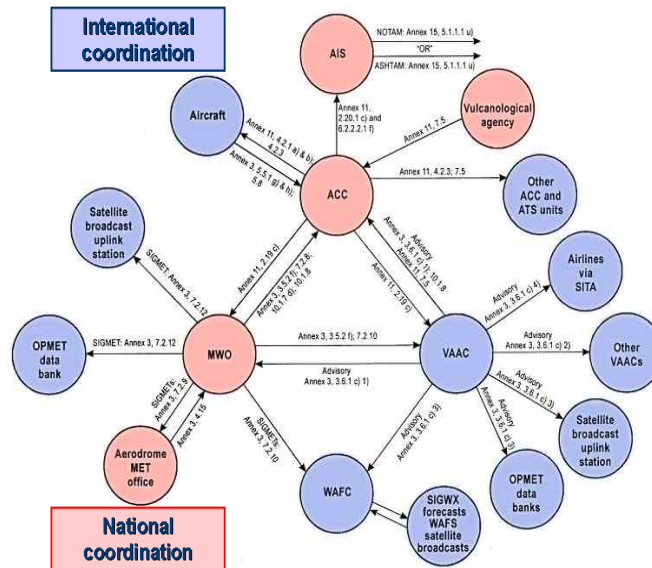 International
coordination
NOTAM: Annex 15, 5.1.1.1 u)
"OR"
ASHTAM: Annex 15, 5.1.1.1 u)
AIS
Aircraft
Annex 11,
2.20.1 c) and
6.2.2.2.1 f)
Vulcanological
agency
Annex 11, 7.5
Annex 11, 4.2.1 a) & b);
4.2.3
Annex 3, 5.5.1 g) & h);
5.8
ACC
Annex 11, 4.2.3; 7.5
Other
ACC and
ATS units
Satellite
broadcast
uplink
station
SIGMET: Annex 3, 7.2.12
Annex 11, 2.19 c)
Annex 3, 3.5.2 f); 7.2.8;
10.1.7 d); 10.1.8
Advisory
Annex 3, 3.6.1 c) 1); 10.1.8
Annex 11, 7.5
Annex 11, 2.19 c)
Airlines
via
SITA
Advisory
Annex 3, 3.6.1 c) 4)
OPMET
data
bank
SIGMET: Annex 3, 7.2.12
MWO
Annex 3, 3.5.2 f); 7.2.10
Advisory
Annex 3, 3.6.1 c) 1)
VAAC
Advisory
Annex 3, 3.6.1 c) 2)
Other
VAACs
SIGMETs:
Annex 3, 7.2.9
Annex 3, 4.15
SIGMETs:
Annex 3, 7.2.10
Advisory
Annex 3, 3.6.1 c) 3)
Advisory
Annex 3, 3.6.1 c) 3)
Advisory
Annex 3, 3.6.1 c) 3)
Satellite
broadcast
uplink
station
Aerodrome
MET
office
WAFC
SIGWX
forecasts
WAFS
satellite
broadcasts
OPMET
data
banks
National
coordination